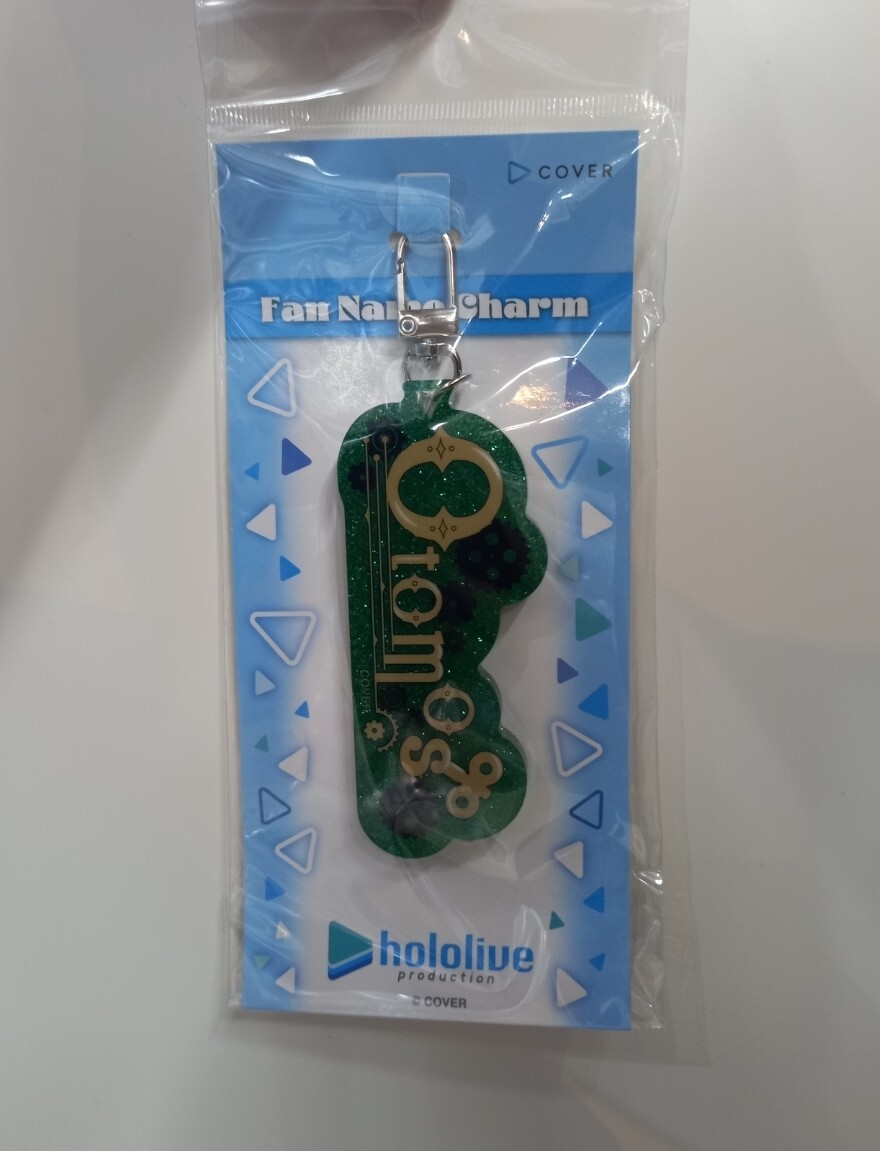 COVER
Fan Name Charm
Otomos
COVER
hololive
production
© COVER